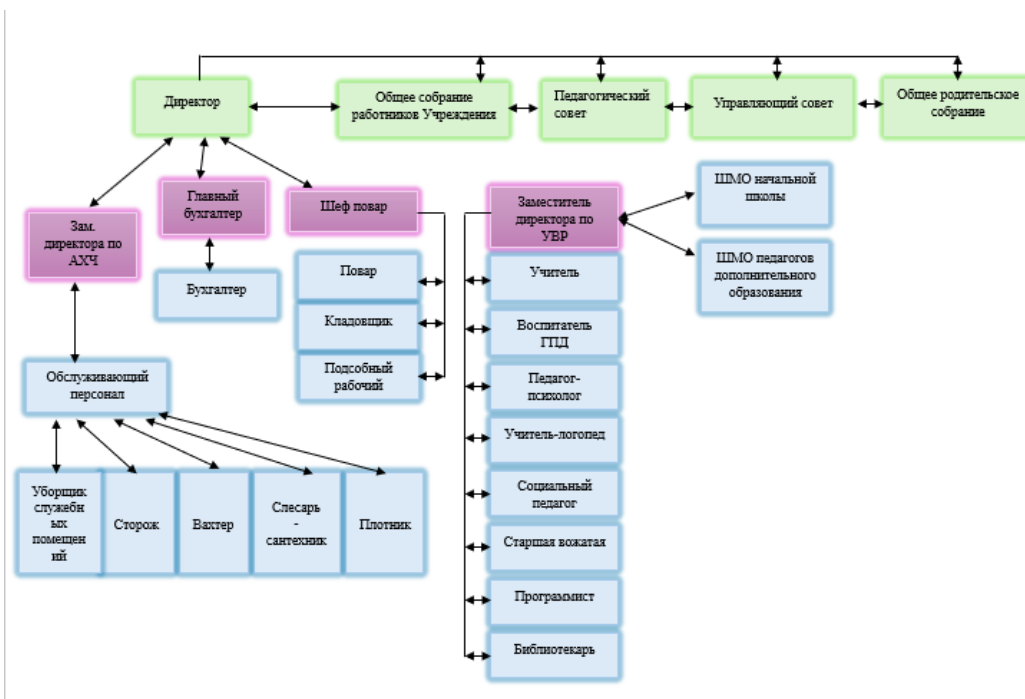 Директор
Общее собрание
работников Учреждения
Педагогический
совет
Управляющий совет
Общее родительское
собрание
Зам.
директора по
АХЧ
Главный
бухгалтер
Шеф повар
Заместитель
директора по
УВР
ШМО начальной
школы
ШМО педагогов
дополнительного
образования
Бухгалтер
Повар
Кладовщик
Подсобный
рабочий
Учитель
Воспитатель
ГПД
Педагог-
психолог
Учитель-логопед
Социальный
педагог
Старшая вожатая
Программист
Библиотекарь
Обслуживающий
персонал
Уборщик
служебн
ых
помещен
ий
Сторож
Вахтер
Слесарь
-
сантехник
Плотник